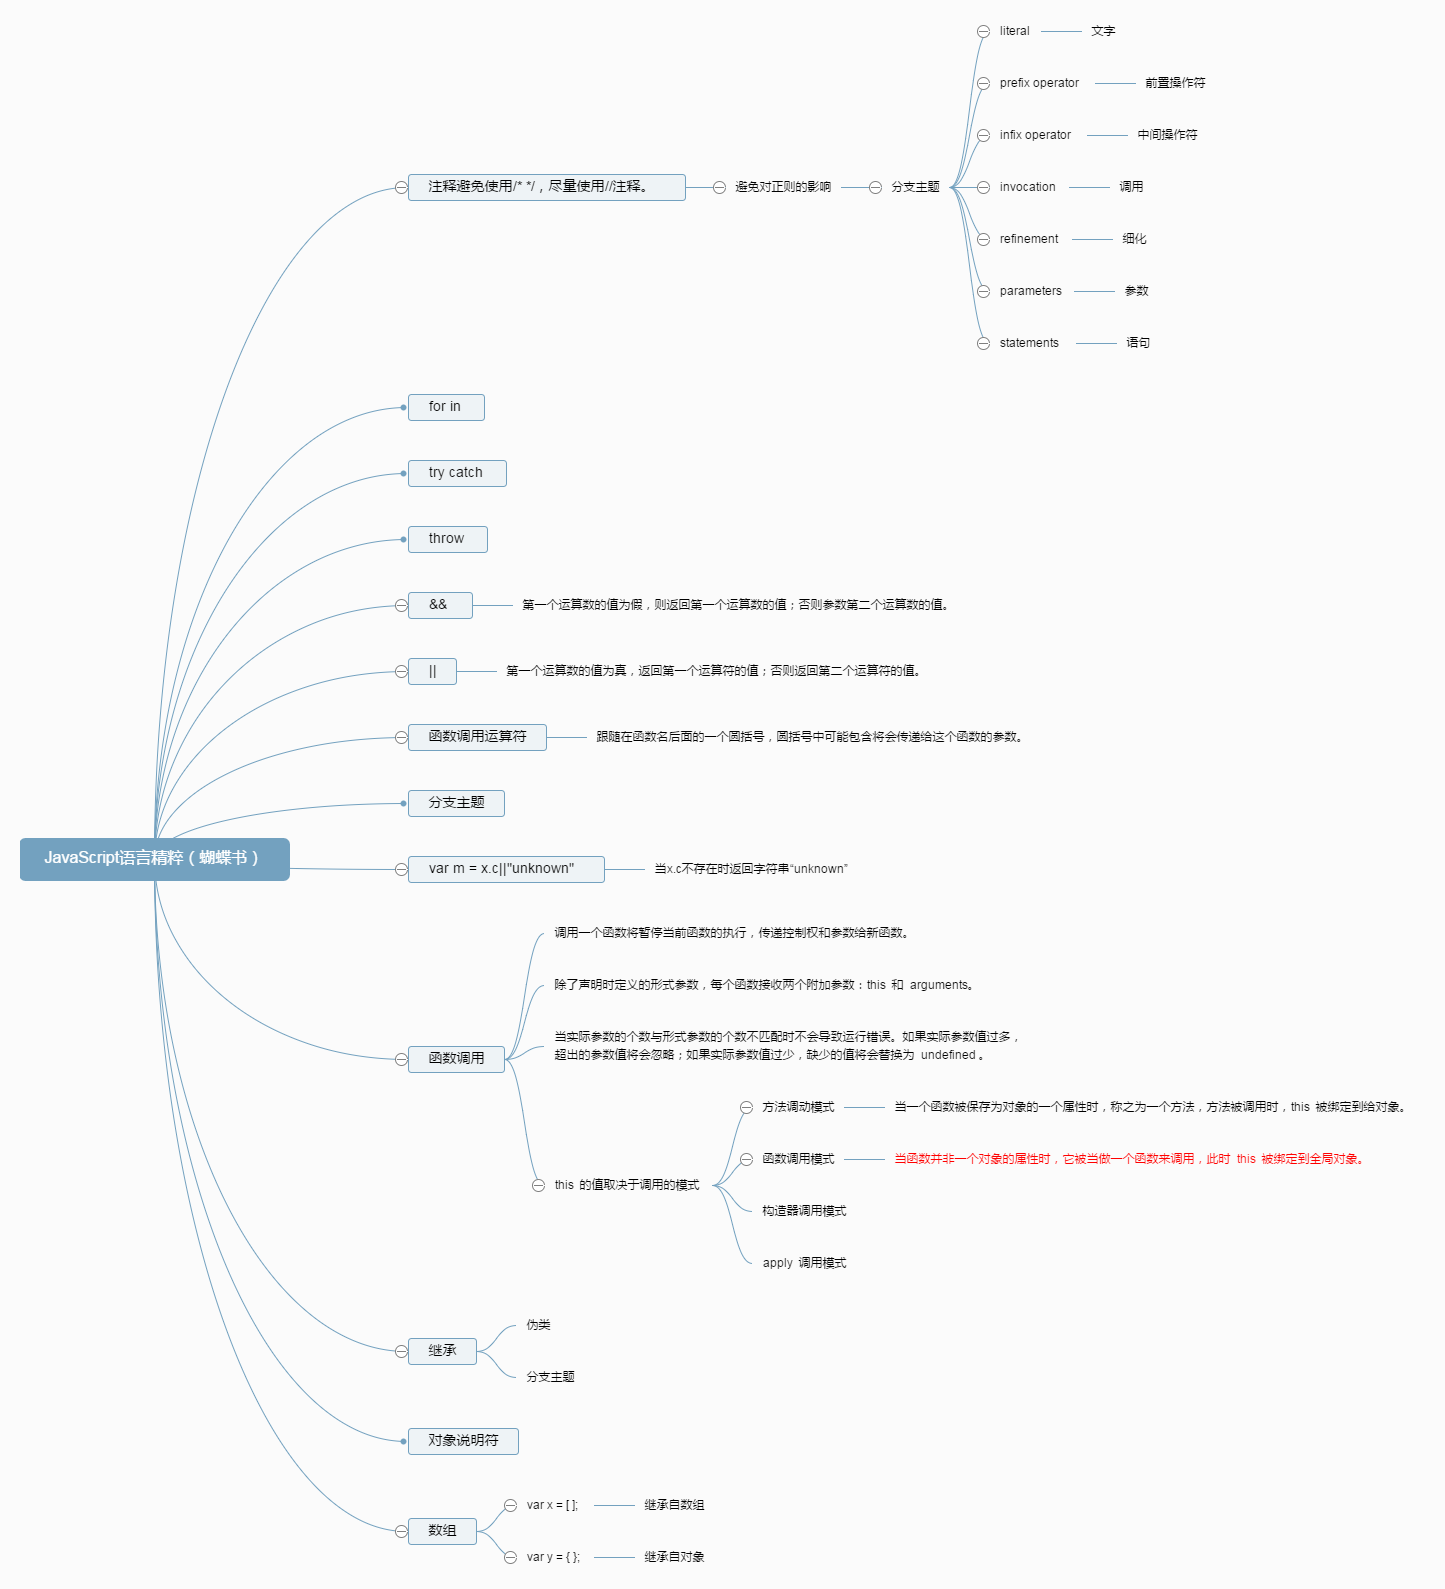 literal
文字
prefix operator
前置操作符
infix operator
中间操作符
注释避免使用/* */，尽量使用//注释。
避免对正则的影响
分支主题
invocation
调用
refinement
细化
parameters
参数
statements
语句
for in
try catch
throw
&&
第一个运算数的值为假，则返回第一个运算数的值；否则参数第二个运算数的值。
||
第一个运算数的值为真，返回第一个运算符的值；否则返回第二个运算符的值。
函数调用运算符
跟随在函数名后面的一个圆括号，圆括号中可能包含将会传递给这个函数的参数。
分支主题
JavaScript语言精粹（蝴蝶书）
var m = x.c||"unknown"
当x.c不存在时返回字符串“unknown”
函数调用
调用一个函数将暂停当前函数的执行，传递控制权和参数给新函数。
除了声明时定义的形式参数，每个函数接收两个附加参数：this 和 arguments。
当实际参数的个数与形式参数的个数不匹配时不会导致运行错误。如果实际参数值过多，
超出的参数值将会忽略；如果实际参数值过少，缺少的值将会替换为 undefined 。
this 的值取决于调用的模式
方法调动模式
当一个函数被保存为对象的一个属性时，称之为一个方法，方法被调用时，this 被绑定到给对象。
函数调用模式
当函数并非一个对象的属性时，它被当做一个函数来调用，此时 this 被绑定到全局对象。
构造器调用模式
apply 调用模式
继承
伪类
分支主题
对象说明符
数组
var x = [ ];
继承自数组
var y = { };
继承自对象